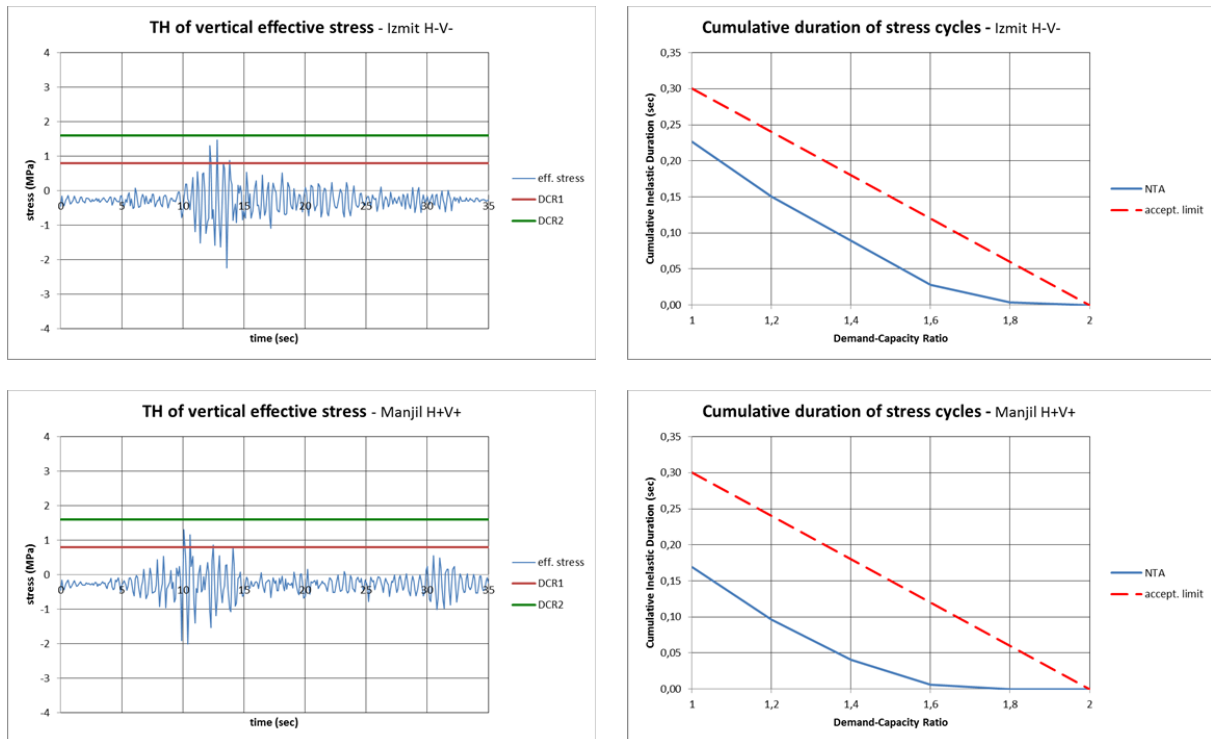 TH of vertical effective stress - Izmit H-V-
4
3
2
1
0
-1
-2
-3
-4
stress (MPa)
0 5 10 15 20 25 30 35
time (sec)
eff. stress
DCR1
DCR2
Cumulative duration of stress cycles - Izmit H-V-
0,35
0,30
0,25
0,20
0,15
0,10
0,05
0,00
Cumulative Inelastic Duration (sec)
1 1,2 1,4 1,6 1,8 2
Demand-Capacity Ratio
NTA
accept. limit
TH of vertical effective stress - Manjil H+V+
4
3
2
1
0
-1
-2
-3
-4
stress (MPa)
0 5 10 15 20 25 30 35
time (sec)
eff. stress
DCR1
DCR2
Cumulative duration of stress cycles - Manjil H+V+
0,35
0,30
0,25
0,20
0,15
0,10
0,05
0,00
Cumulative Inelastic Duration (sec)
1 1,2 1,4 1,6 1,8 2
Demand-Capacity Ratio
NTA
accept. limit